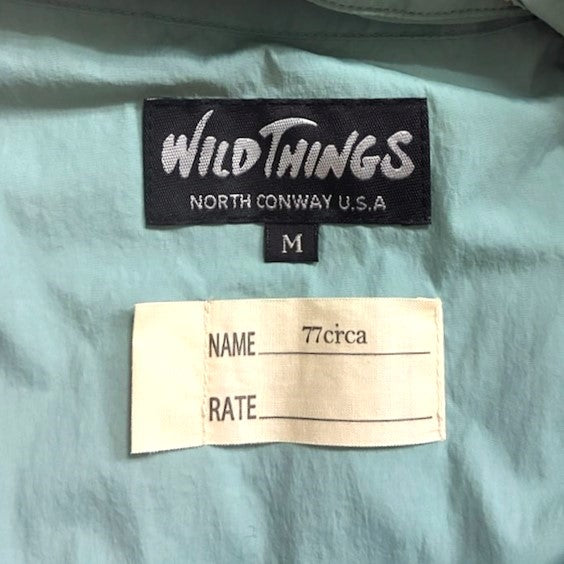 WILDTHINGS
NORTH CONWAY U.S.A
M
NAME 77circa
RATE